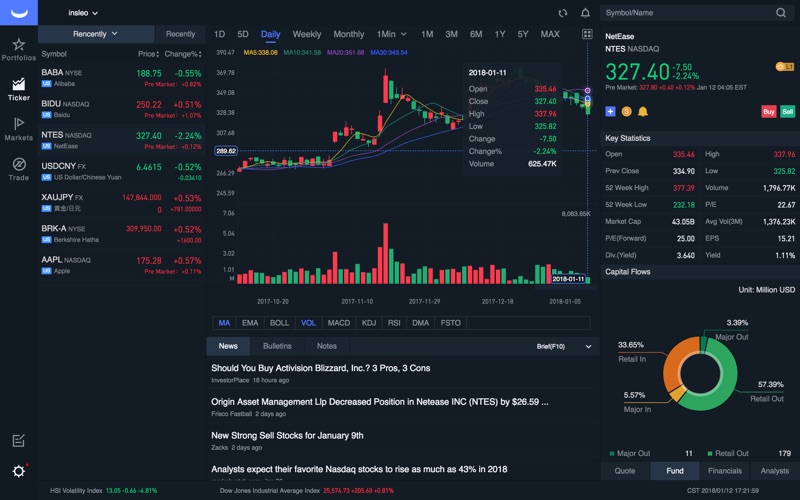 insleo
Symbol/Name
Portfolios
Ticker
Markets
Trade
Rencently
Recently
Symbol Price Change%
BABA NYSE 188.75 -0.55%
US Alibaba Pre Market: +0.82%
BIDU NASDAQ 250.22 +0.51%
US Baidu Pre Market: +1.07%
NTES NASDAQ 327.40 -2.24%
US NetEase Pre Market: +0.12%
USDCNY FX 6.4615 -0.52%
US US Dollar/Chinese Yuan -0.03410
XAUJPY FX 147,864.000 +0.53%
US 黄金/日元 0 +781.00000
BRK-A NYSE 309,950.00 +0.52%
US Berkshire Hatha +1600.00
AAPL NASDAQ 175.28 +0.57%
US Apple Pre Market: +0.11%
1D 5D Daily Weekly Monthly 1Min 1M 3M 6M 1Y 5Y MAX
MA5:338.08 MA10:341.58 MA20:351.68 MA30:343.54
390.47
369.78
349.08
328.38
307.68
289.62
266.29
245.59
2018-01-11
Open 335.46
Close 327.40
High 337.96
Low 325.82
Change -7.50
Change% -2.24%
Volume 625.47K
7.06 8,063.65K
5.04
3.02
2.01
1.01
M
2018-01-11
2017-10-20 2017-11-10 2017-11-29 2017-12-18 2018-01-05
MA EMA BOLL VOL MACD KDJ RSI DMA FSTO
News Bulletins Notes Brief(F10)
Should You Buy Activision Blizzard, Inc.? 3 Pros, 3 Cons
InvestorPlace 18 hours ago
Origin Asset Management Llp Decreased Position in Netease INC (NTES) by $26.59 ...
Frisco Fastball 2 days ago
New Strong Sell Stocks for January 9th
Zacks 2 days ago
Analysts expect their favorite Nasdaq stocks to rise as much as 43% in 2018
NetEase
NTES NASDAQ
327.40 -7.50
-2.24%
L1
Pre Market: 327.80 +0.40 +0.12% Jan 12 04:05 EST
Buy Sell
Key Statistics
Open 335.46 High 337.96
Prev Close 334.90 Low 325.82
52 Week High 377.39 Volume 1,796.77K
52 Week Low 232.18 P/E 22.67
Market Cap 43.05B Avg Vol(3M) 1,376.23K
P/E(Forward) 25.00 EPS 15.21
Div.(Yield) 3.640 Yield 1.11%
Capital Flows
Unit: Million USD
3.39%
Major Out
33.65%
Retail In
57.39%
Retail Out
5.57%
Major In
Major Out 11 Retail Out 179
Quote Fund Financials Analysts
HSI Volatility Index 13.05 -0.66 -4.81% Dow Jones Industrial Average Index 25,574.73 +205.60 +0.81% CST 2018/01/12 17:21:59